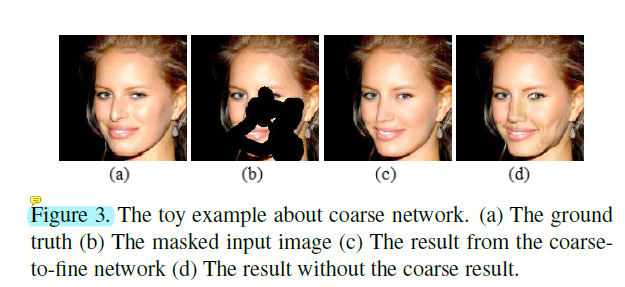 (a) (b) (c) (d)
Figure 3. The toy example about coarse network. (a) The ground
truth (b) The masked input image (c) The result from the coarse-
to-fine network (d) The result without the coarse result.